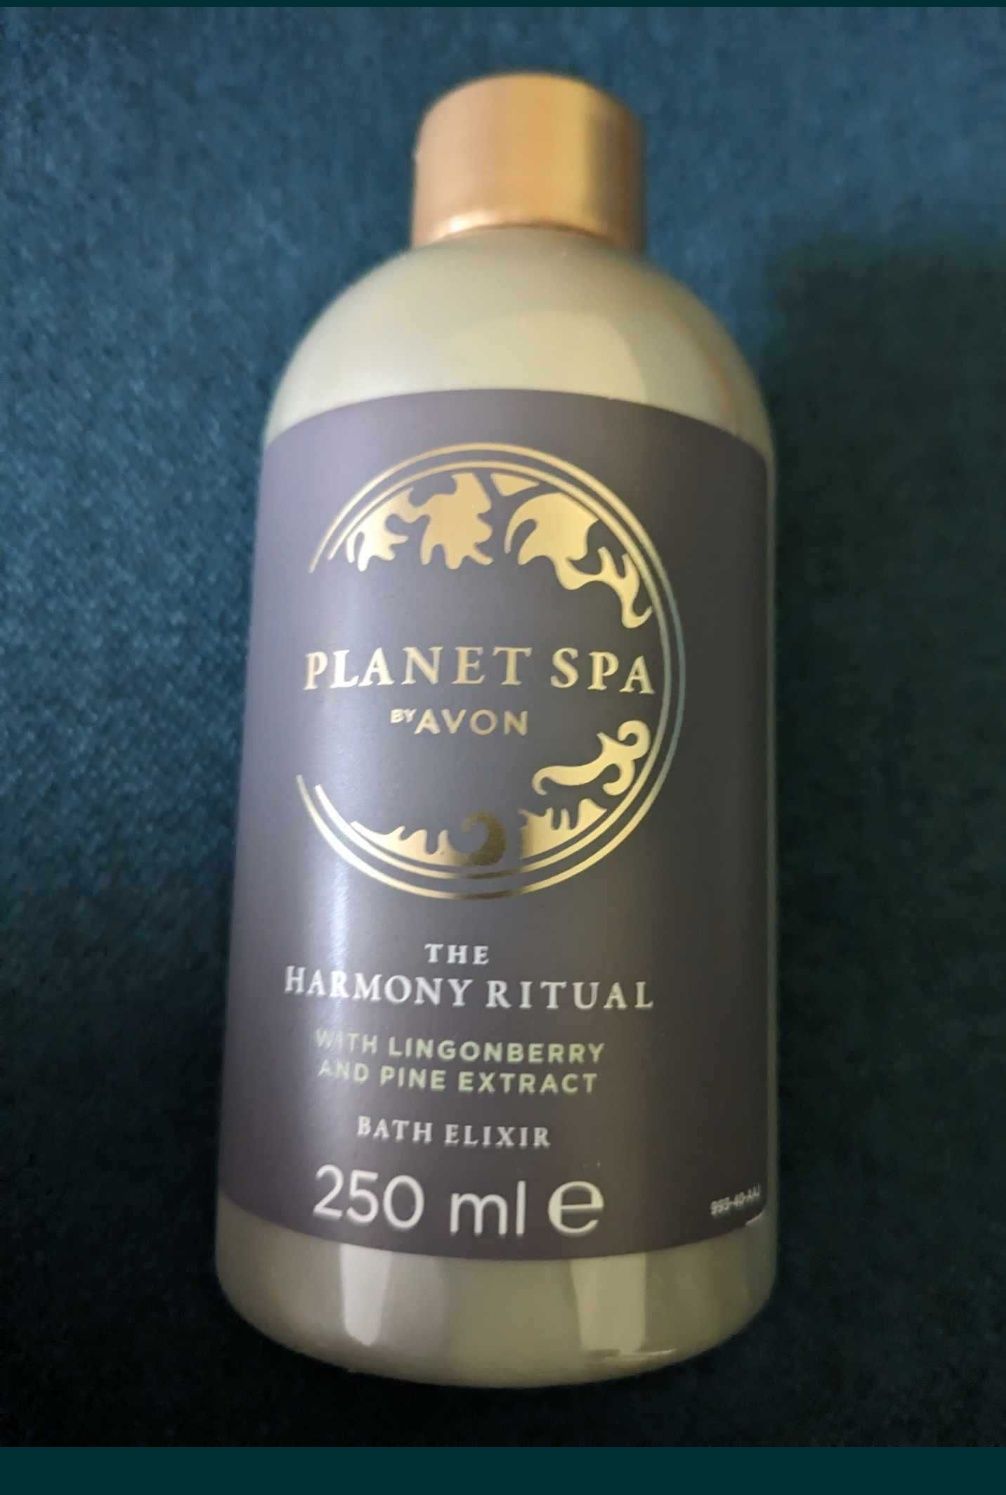 PLANET SPA
BY AVON
THE
HARMONY RITUAL
WITH LINGONBERRY
AND PINE EXTRACT
BATH ELIXIR
250 ml e